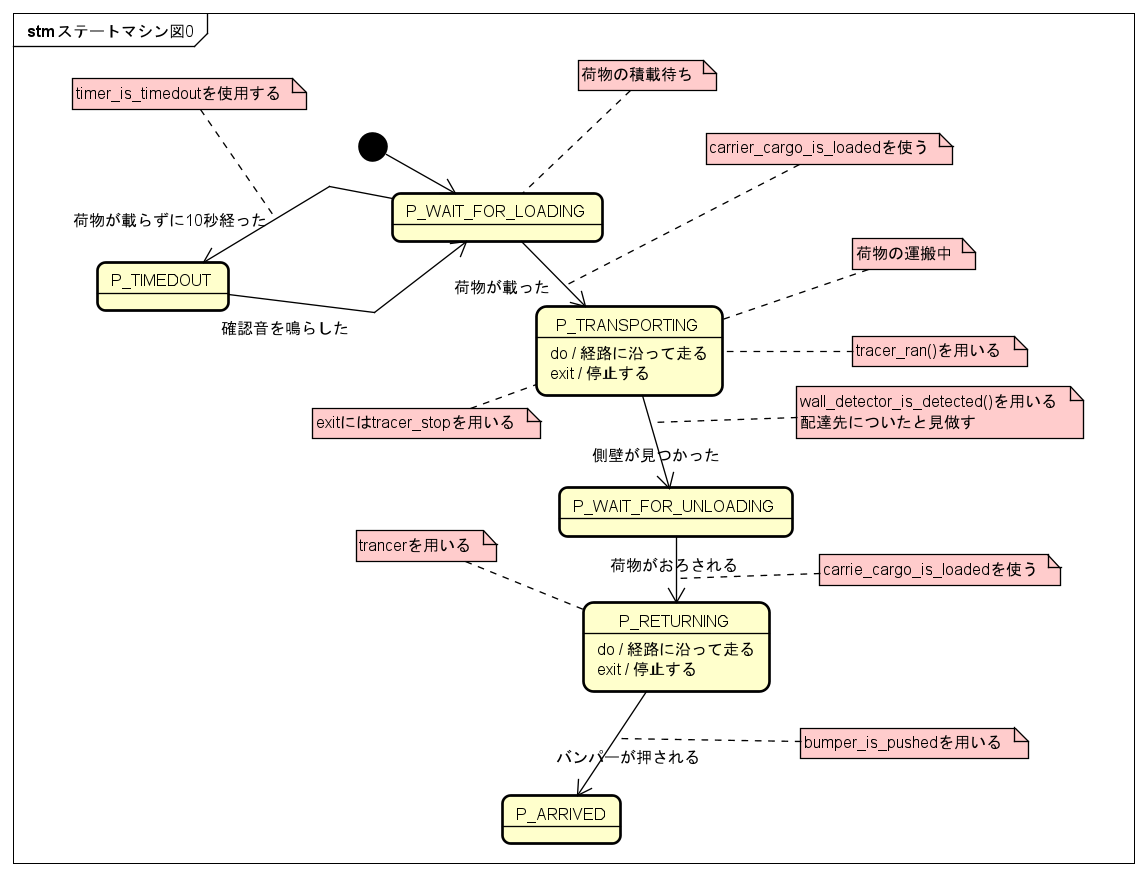 stm ステートマシン図0
荷物の積載待ち
timer_is_timedoutを使用する
carrier_cargo_is_loadedを使う
P_WAIT_FOR_LOADING
荷物が載らずに10秒経った
荷物の運搬中
P_TIMEDOUT
荷物が載った
確認音を鳴らした
P_TRANSPORTING
do / 経路に沿って走る
exit / 停止する
tracer_ran()を用いる
wall_detector_is_detected()を用いる
配達先についたと見做す
exitにはtracer_stopを用いる
側壁が見つかった
P_WAIT_FOR_UNLOADING
trancerを用いる
荷物がおろされる
carrie_cargo_is_loadedを使う
P_RETURNING
do / 経路に沿って走る
exit / 停止する
bumper_is_pushedを用いる
バンパーが押される
P_ARRIVED